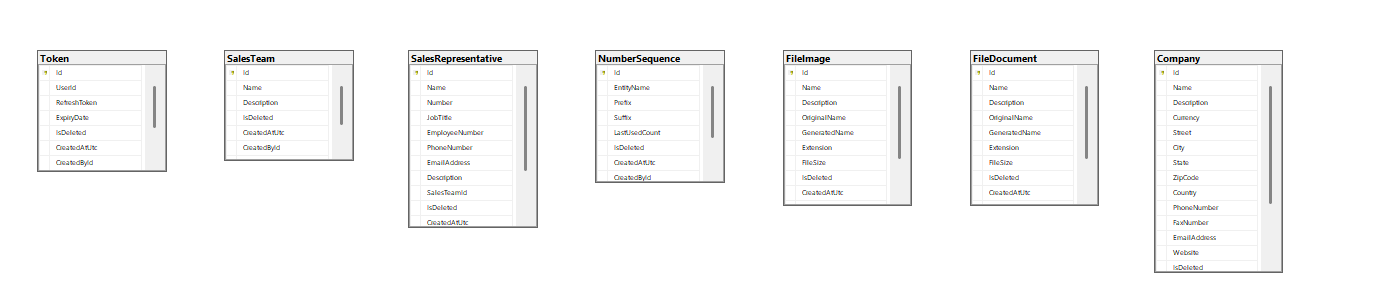 Token
Id
UserId
RefreshToken
ExpiryDate
IsDeleted
CreatedAtUtc
CreatedById
SalesTeam
Id
Name
Description
IsDeleted
CreatedAtUtc
CreatedById
SalesRepresentative
Id
Name
Number
JobTitle
EmployeeNumber
PhoneNumber
EmailAddress
Description
SalesTeamId
IsDeleted
CreatedAtUtc
NumberSequence
Id
EntityName
Prefix
Suffix
LastUsedCount
IsDeleted
CreatedAtUtc
CreatedById
FileImage
Id
Name
Description
OriginalName
GeneratedName
Extension
FileSize
IsDeleted
CreatedAtUtc
FileDocument
Id
Name
Description
OriginalName
GeneratedName
Extension
FileSize
IsDeleted
CreatedAtUtc
Company
Id
Name
Description
Currency
Street
City
State
ZipCode
Country
PhoneNumber
FaxNumber
EmailAddress
Website
IsDeleted